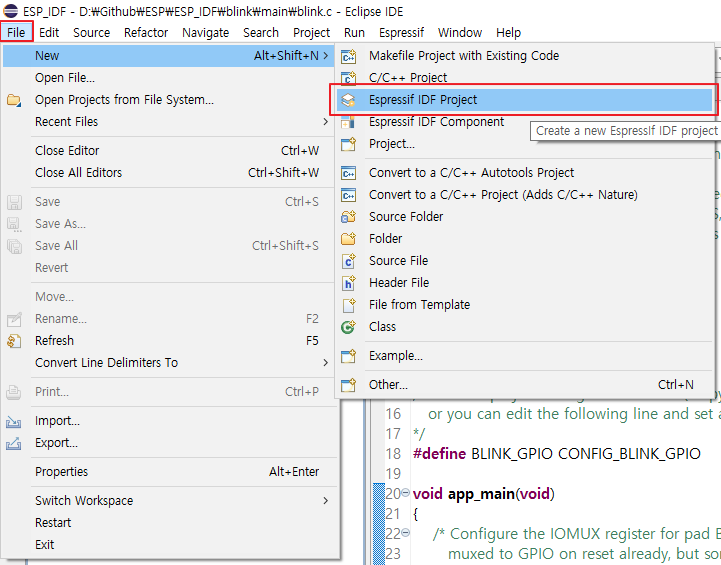 ESP_IDF - D:₩Github₩ESP₩ESP_IDF₩blink₩main₩blink.c - Eclipse IDE
File Edit Source Refactor Navigate Search Project Run Espressif Window Help
New Alt+Shift+N
Open File...
Open Projects from File System...
Recent Files
Close Editor Ctrl+W
Close All Editors Ctrl+Shift+W
Save Ctrl+S
Save As...
Save All Ctrl+Shift+S
Revert
Move...
Rename... F2
Refresh F5
Convert Line Delimiters To
Print... Ctrl+P
Import...
Export...
Properties Alt+Enter
Switch Workspace
Restart
Exit
Makefile Project with Existing Code
C/C++ Project
Espressif IDF Project
Espressif IDF Component
Create a new EspressIf IDF project
Project...
Convert to a C/C++ Autotools Project
Convert to a C/C++ Project (Adds C/C++ Nature)
Source Folder
Folder
Source File
Header File
File from Template
Class
Example...
Other... Ctrl+N
16 or you can edit the following line and set a
17 */
18 #define BLINK_GPIO CONFIG_BLINK_GPIO
19
20 void app_main(void)
21 {
22 /* Configure the IOMUX register for pad B
23 muxed to GPIO on reset already, but so